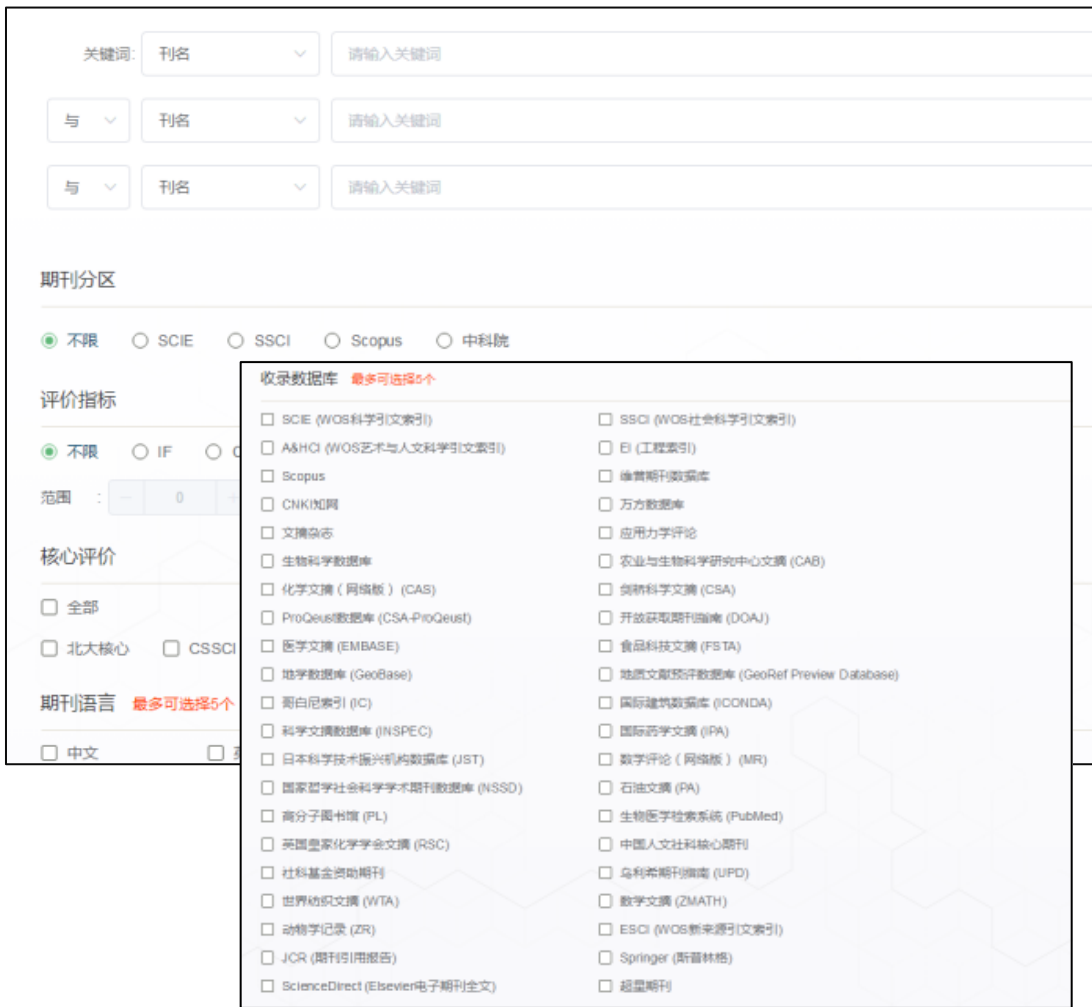 关键词: 刊名 请输入关键词
与 刊名 请输入关键词
与 刊名 请输入关键词
期刊分区
不限 SCIE SSCI Scopus 中科院
评价指标
不限 IF
范围 : − 0 +
核心评价
全部
北大核心 CSSCI
期刊语言 最多可选择5个
中文
收录数据库 最多可选择5个
SCIE (WOS科学引文索引) SSCI (WOS社会科学引文索引)
A&HCI (WOS艺术与人文科学引文索引) EI (工程索引)
Scopus 维普期刊数据库
CNKI知网 万方数据库
文摘杂志 应用力学评论
生物科学数据库 农业与生物科学研究中心文摘 (CAB)
化学文摘（网络版） (CAS) 剑桥科学文摘 (CSA)
ProQeust数据库 (CSA-ProQeust) 开放获取期刊指南 (DOAJ)
医学文摘 (EMBASE) 食品科技文摘 (FSTA)
地学数据库 (GeoBase) 地质文献预评数据库 (GeoRef Preview Database)
哥白尼索引 (IC) 国际建筑数据库 (ICONDA)
科学文摘数据库 (INSPEC) 国际药学文摘 (IPA)
日本科学技术振兴机构数据库 (JST) 数学评论（网络版） (MR)
国家哲学社会科学学术期刊数据库 (NSSD) 石油文摘 (PA)
高分子图书馆 (PL) 生物医学检索系统 (PubMed)
英国皇家化学学会文摘 (RSC) 中国人文社科核心期刊
社科基金资助期刊 乌利希期刊指南 (UPD)
世界纺织文摘 (WTA) 数学文摘 (ZMATH)
动物学记录 (ZR) ESCI (WOS新来源引文索引)
JCR (期刊引用报告) Springer (斯普林格)
ScienceDirect (Elsevier电子期刊全文) 超星期刊